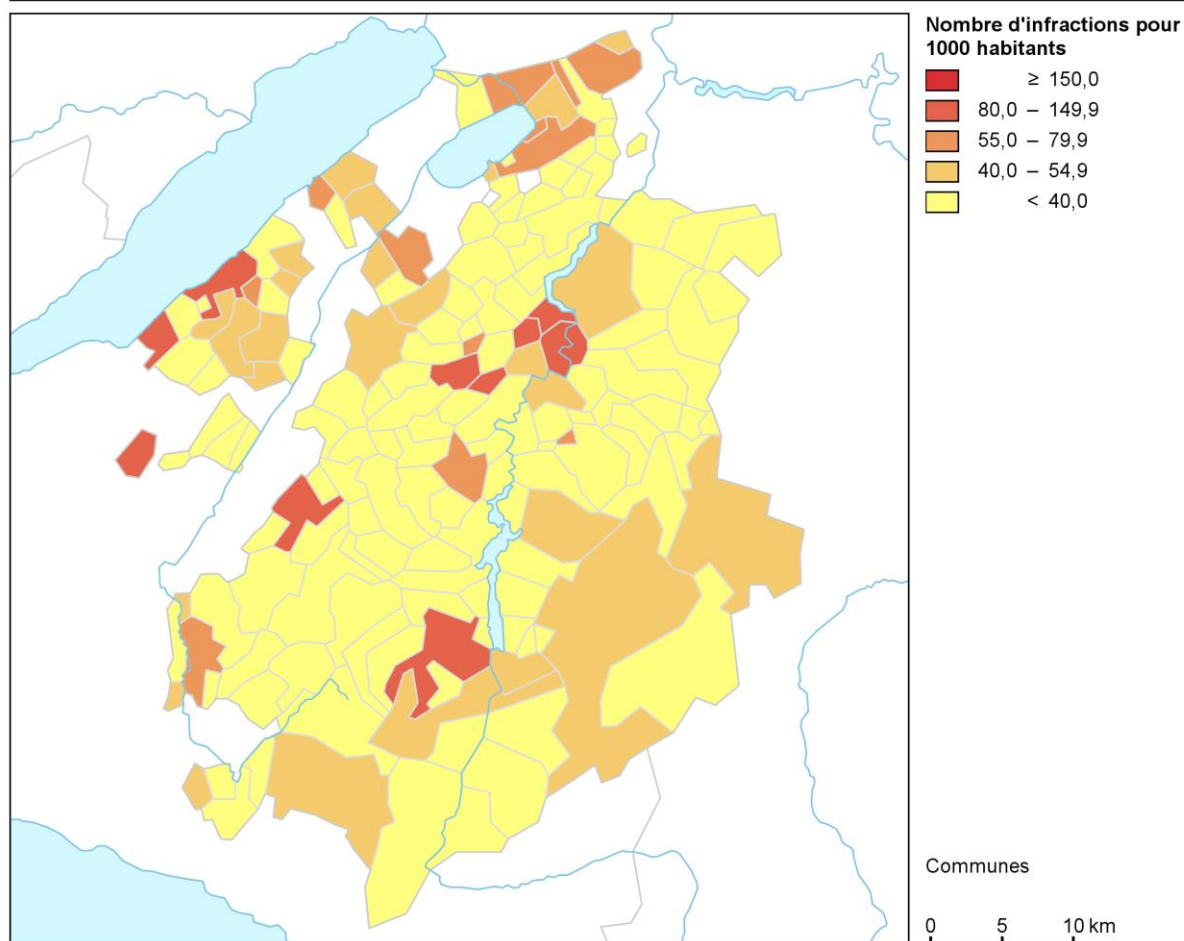 Nombre d'infractions pour
1000 habitants
≥ 150,0
80,0 – 149,9
55,0 – 79,9
40,0 – 54,9
< 40,0
Communes
0 5 10 km